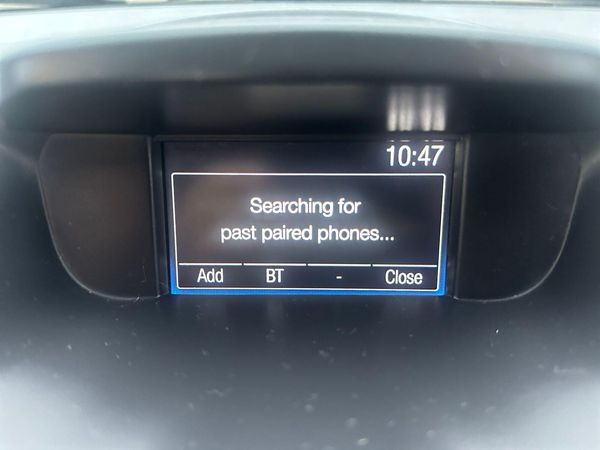 10:47
Searching for
past paired phones...
Add BT - Close